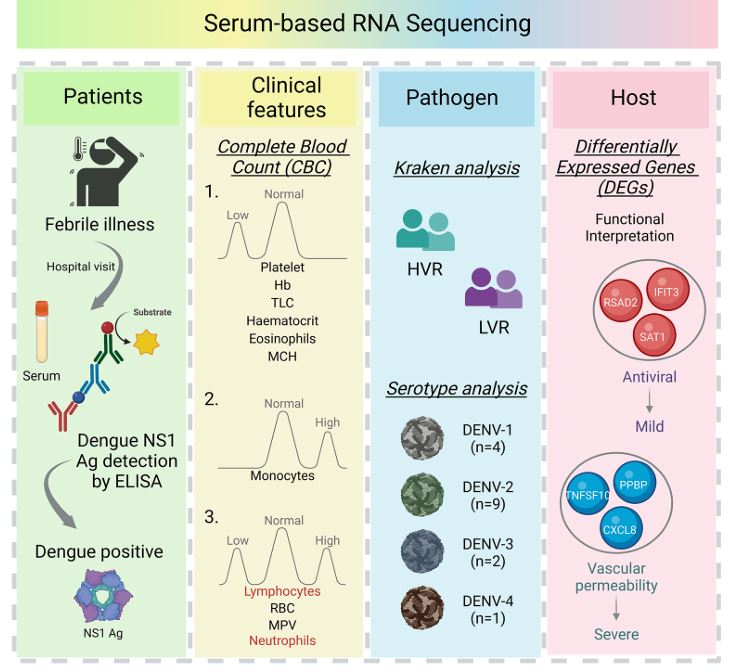 Serum-based RNA Sequencing
Patients
Febrile illness
Hospital visit
Substrate
Serum
Dengue NS1
Ag detection
by ELISA
Dengue positive
NS1 Ag
Clinical
features
Complete Blood
Count (CBC)
1.
Normal
Low
Platelet
Hb
TLC
Haematocrit
Eosinophils
MCH
2.
Normal
High
Monocytes
3.
Normal
Low
High
Lymphocytes
RBC
MPV
Neutrophils
Pathogen
Kraken analysis
HVR
LVR
Serotype analysis
DENV-1
(n=4)
DENV-2
(n=9)
DENV-3
(n=2)
DENV-4
(n=1)
Host
Differentially
Expressed Genes
(DEGs)
Functional
Interpretation
RSAD2
IFIT3
SAT1
Antiviral
Mild
TNFSF10
PPBP
CXCL8
Vascular
permeability
Severe